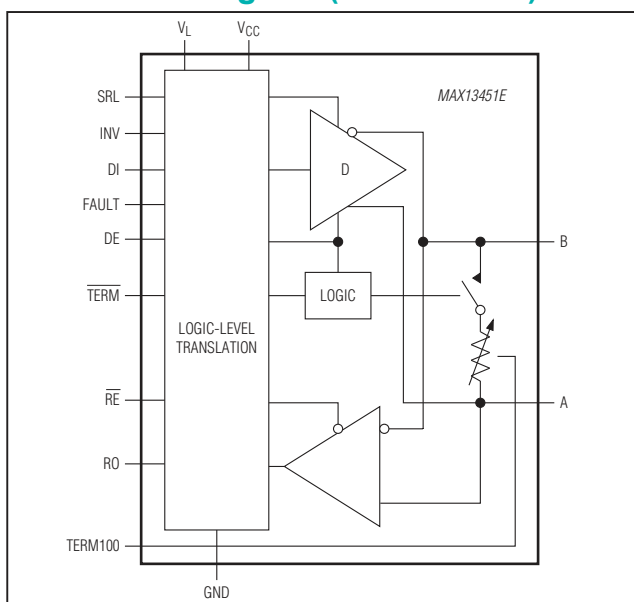 VL
VCC
SRL
MAX13451E
INV
DI
D
FAULT
DE
B
TERM
LOGIC
LOGIC-LEVEL
TRANSLATION
RE
A
RO
TERM100
GND